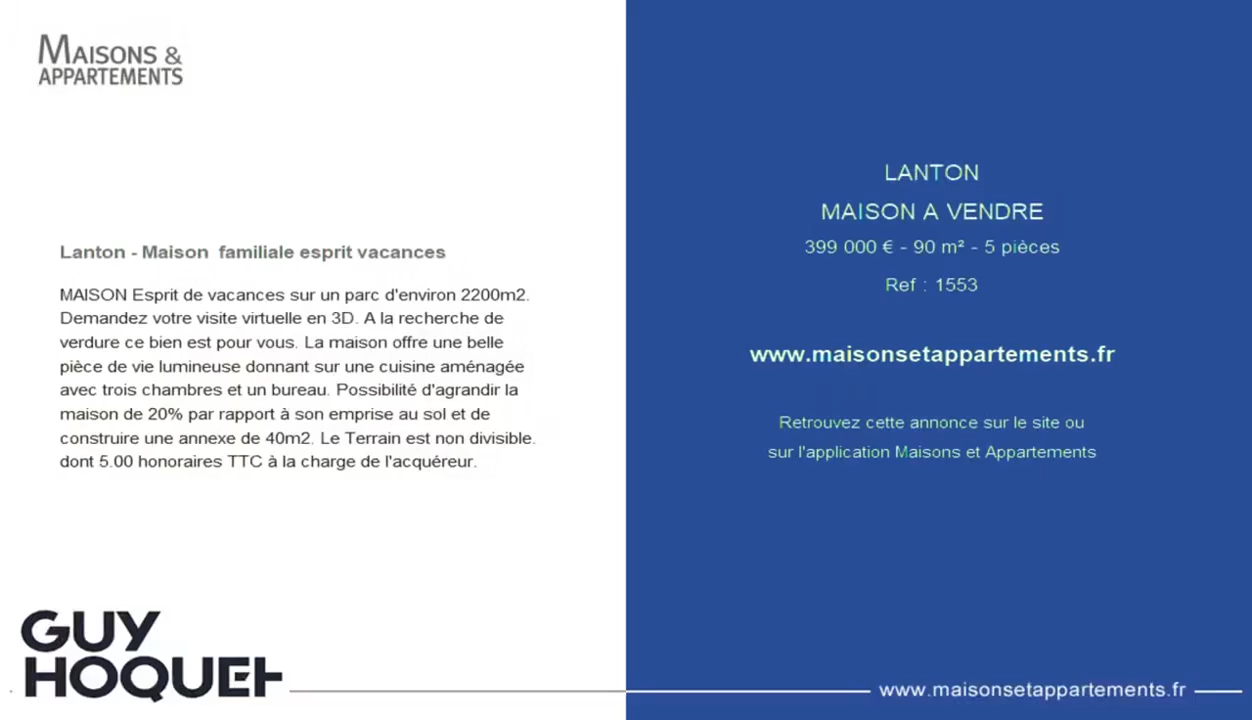 MAISONS &
APPARTEMENTS
Lanton - Maison familiale esprit vacances
MAISON Esprit de vacances sur un parc d'environ 2200m2.
Demandez votre visite virtuelle en 3D. A la recherche de
verdure ce bien est pour vous. La maison offre une belle
pièce de vie lumineuse donnant sur une cuisine aménagée
avec trois chambres et un bureau. Possibilité d'agrandir la
maison de 20% par rapport à son emprise au sol et de
construire une annexe de 40m2. Le Terrain est non divisible.
dont 5.00 honoraires TTC à la charge de l'acquéreur.
GUY
HOQUET
LANTON
MAISON A VENDRE
399 000 € - 90 m² - 5 pièces
Ref : 1553
www.maisonsetappartements.fr
Retrouvez cette annonce sur le site ou
sur l'application Maisons et Appartements
www.maisonsetappartements.fr